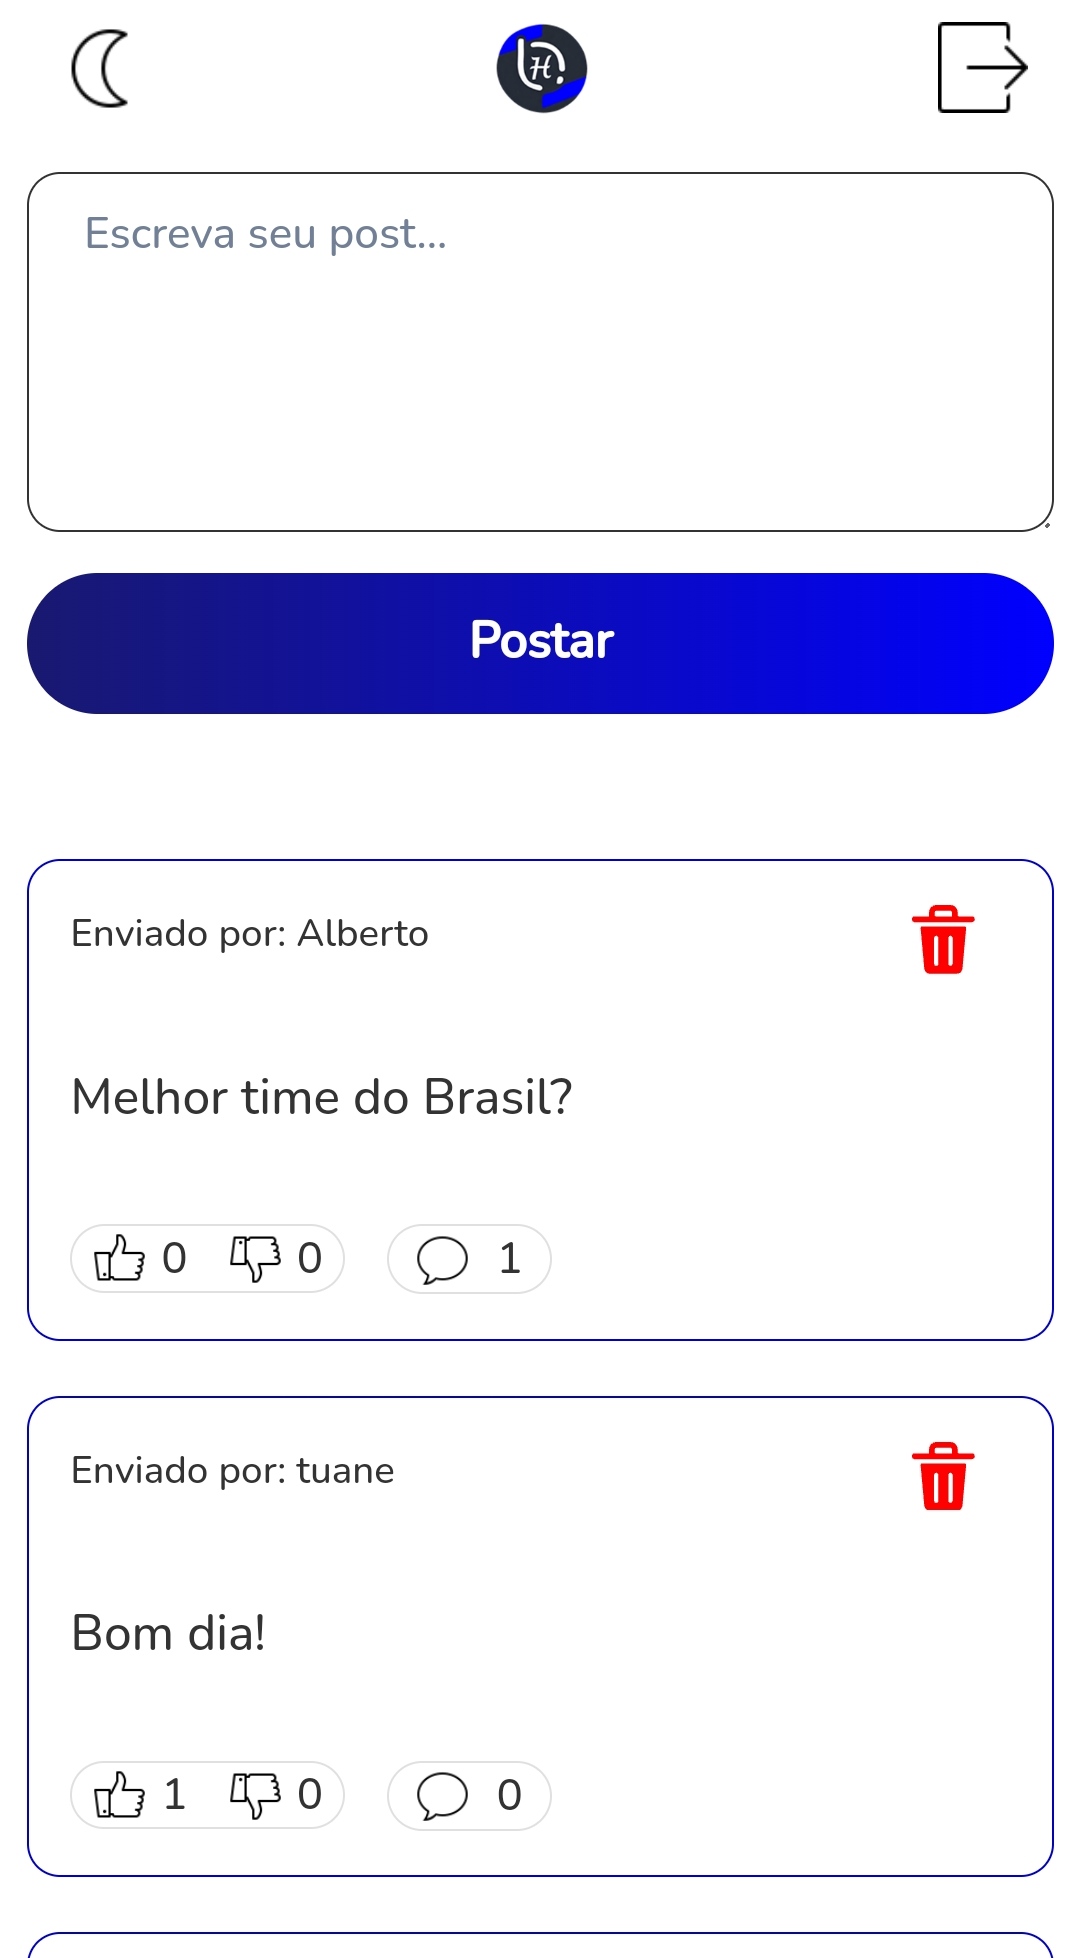 H
Escreva seu post...
Postar
Enviado por: Alberto
Melhor time do Brasil?
0 0 1
Enviado por: tuane
Bom dia!
1 0 0